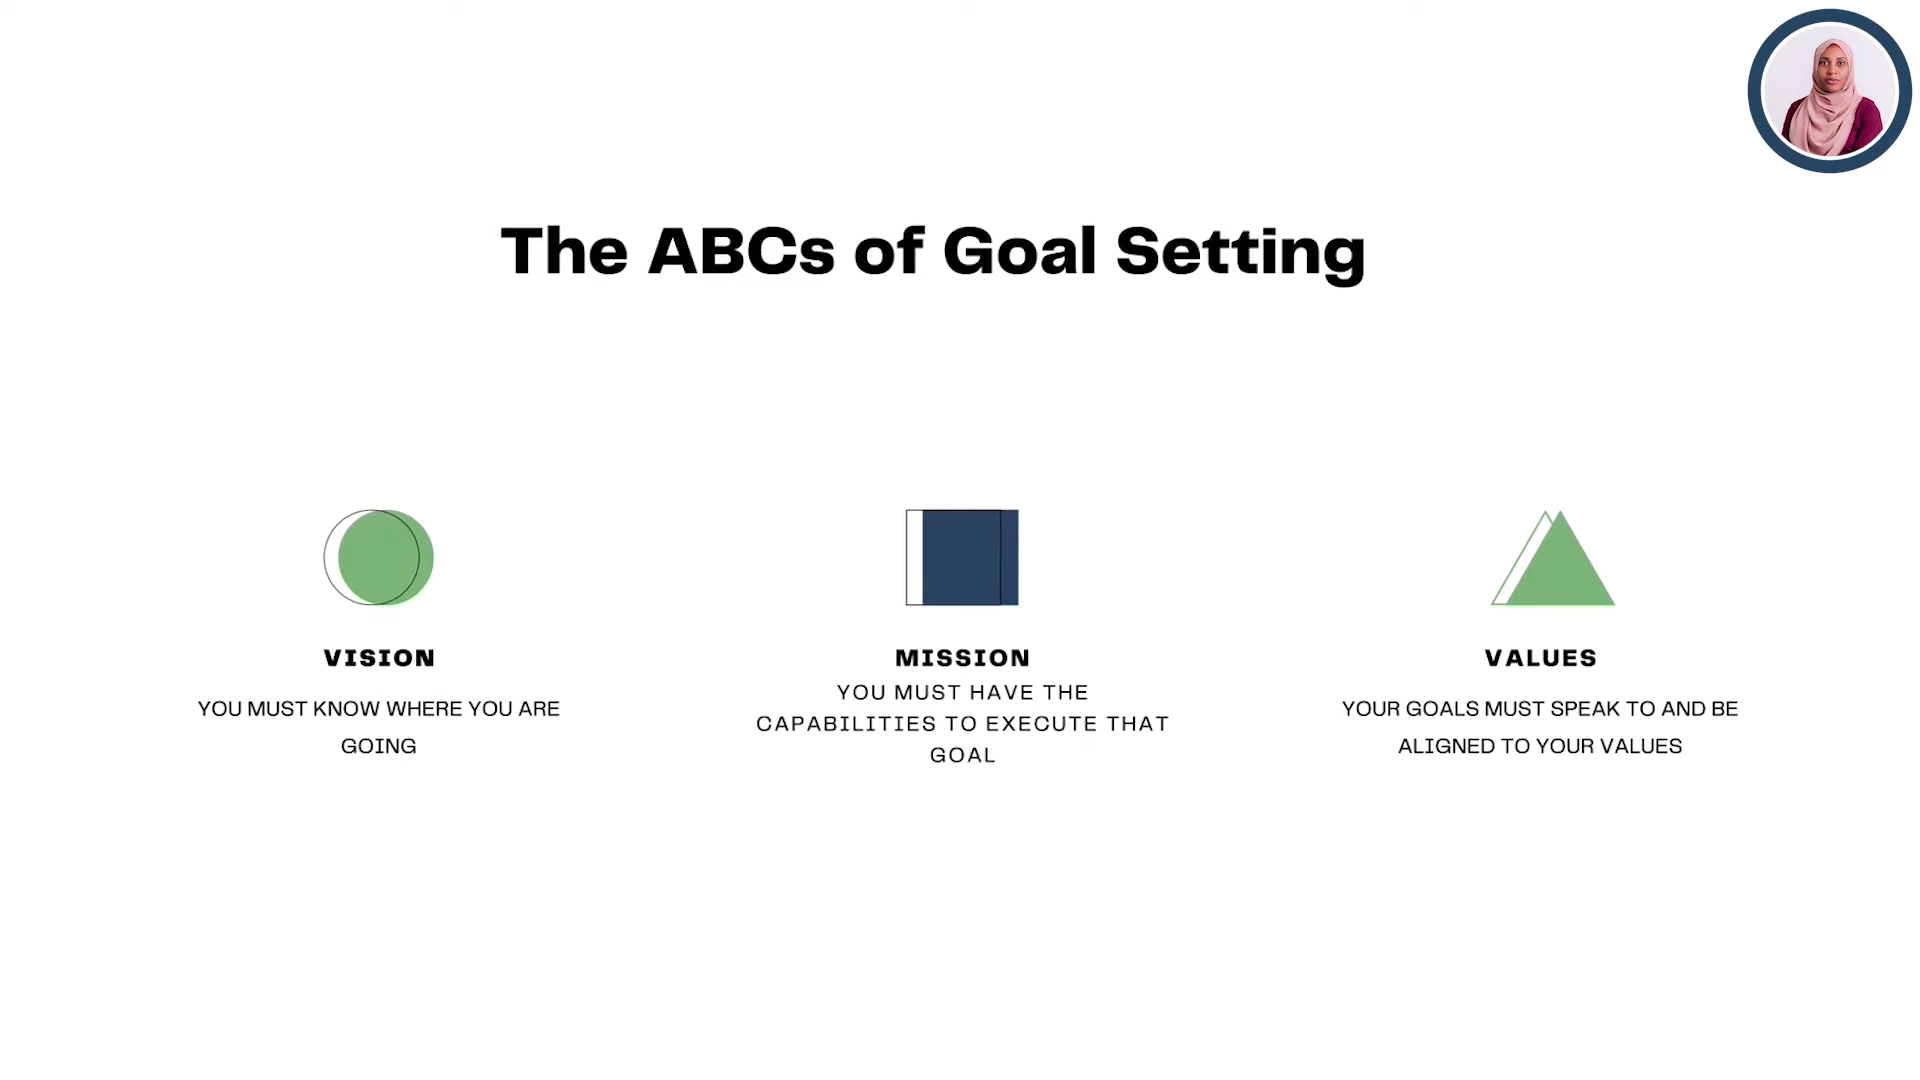 The ABCs of Goal Setting
VISION
YOU MUST KNOW WHERE YOU ARE
GOING
MISSION
YOU MUST HAVE THE
CAPABILITIES TO EXECUTE THAT
GOAL
VALUES
YOUR GOALS MUST SPEAK TO AND BE
ALIGNED TO YOUR VALUES